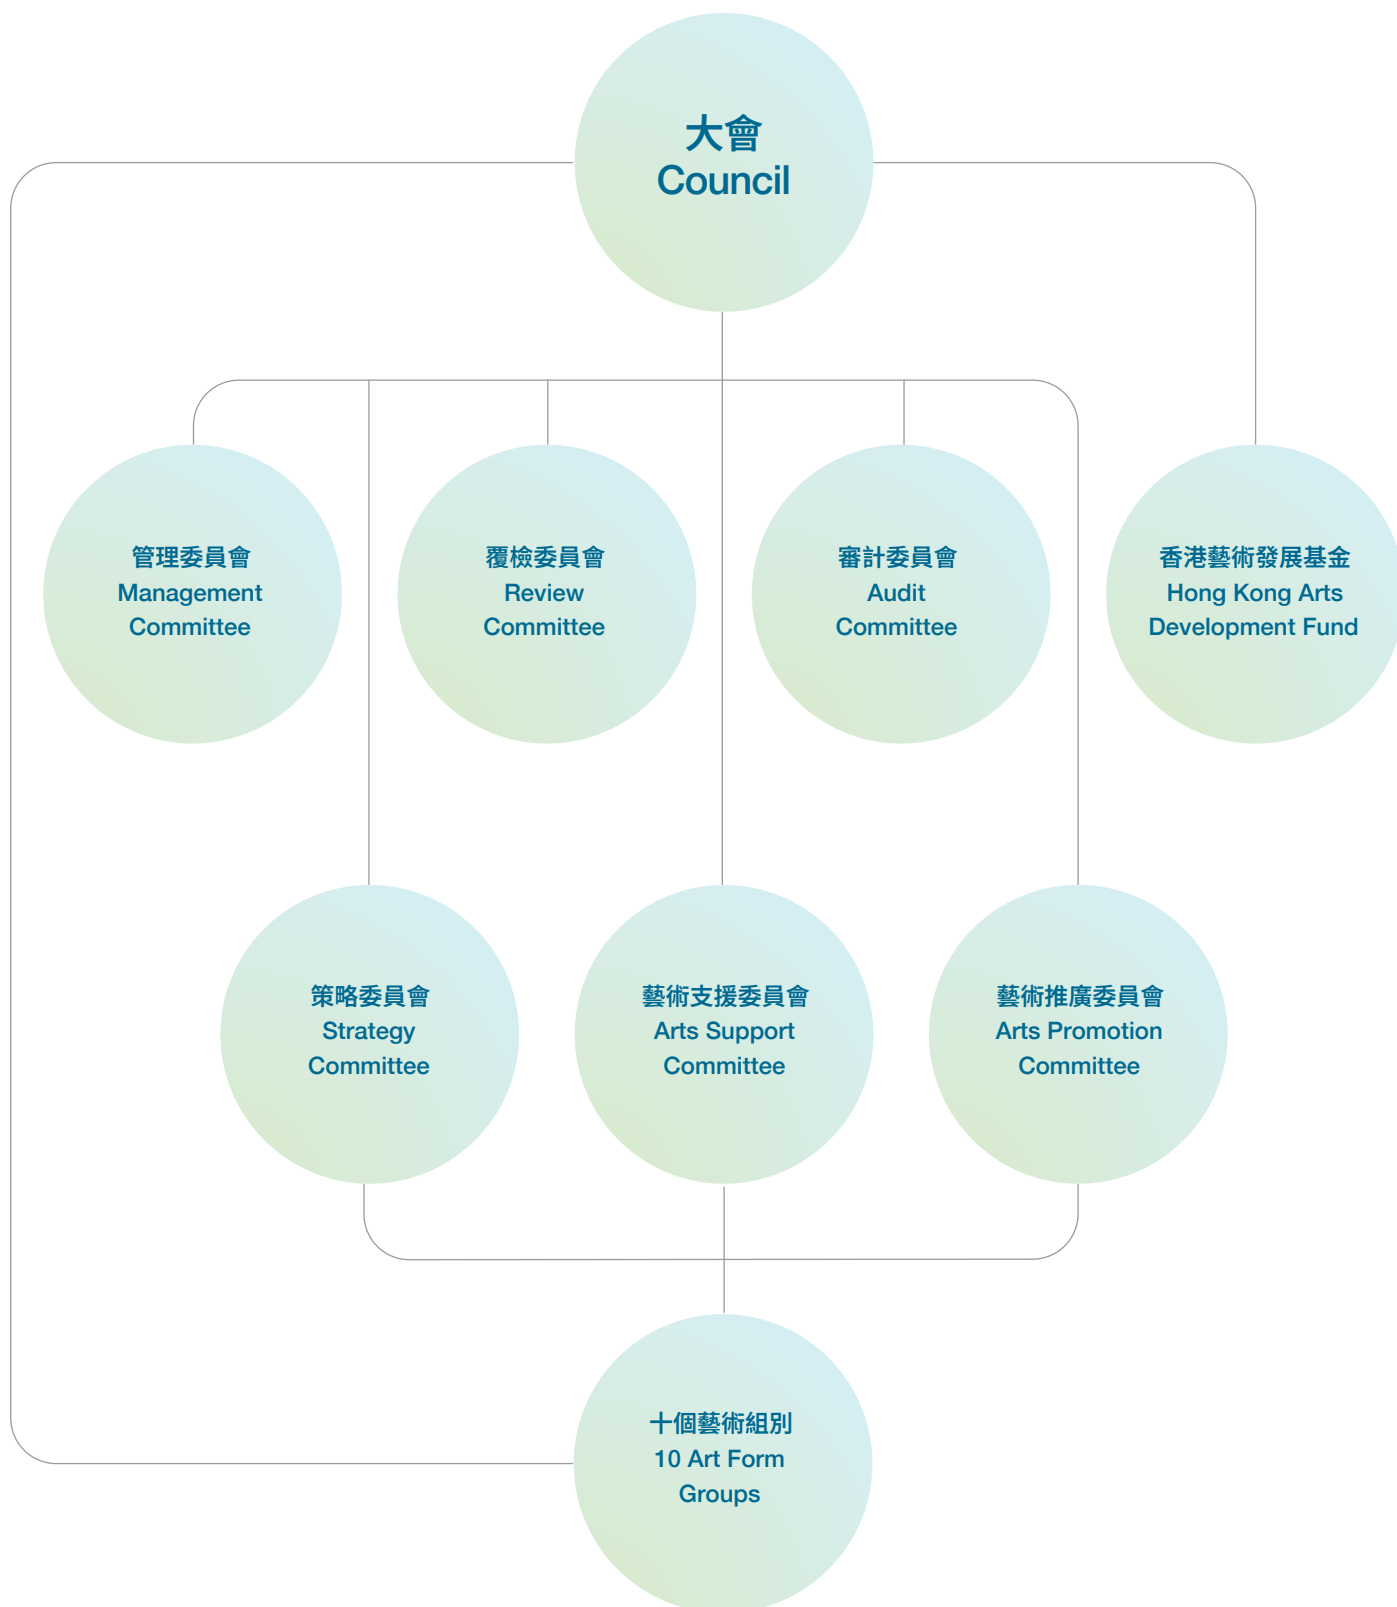 大會
Council
管理委員會
Management
Committee
覆檢委員會
Review
Committee
審計委員會
Audit
Committee
香港藝術發展基金
Hong Kong Arts
Development Fund
策略委員會
Strategy
Committee
藝術支援委員會
Arts Support
Committee
藝術推廣委員會
Arts Promotion
Committee
十個藝術組別
10 Art Form
Groups